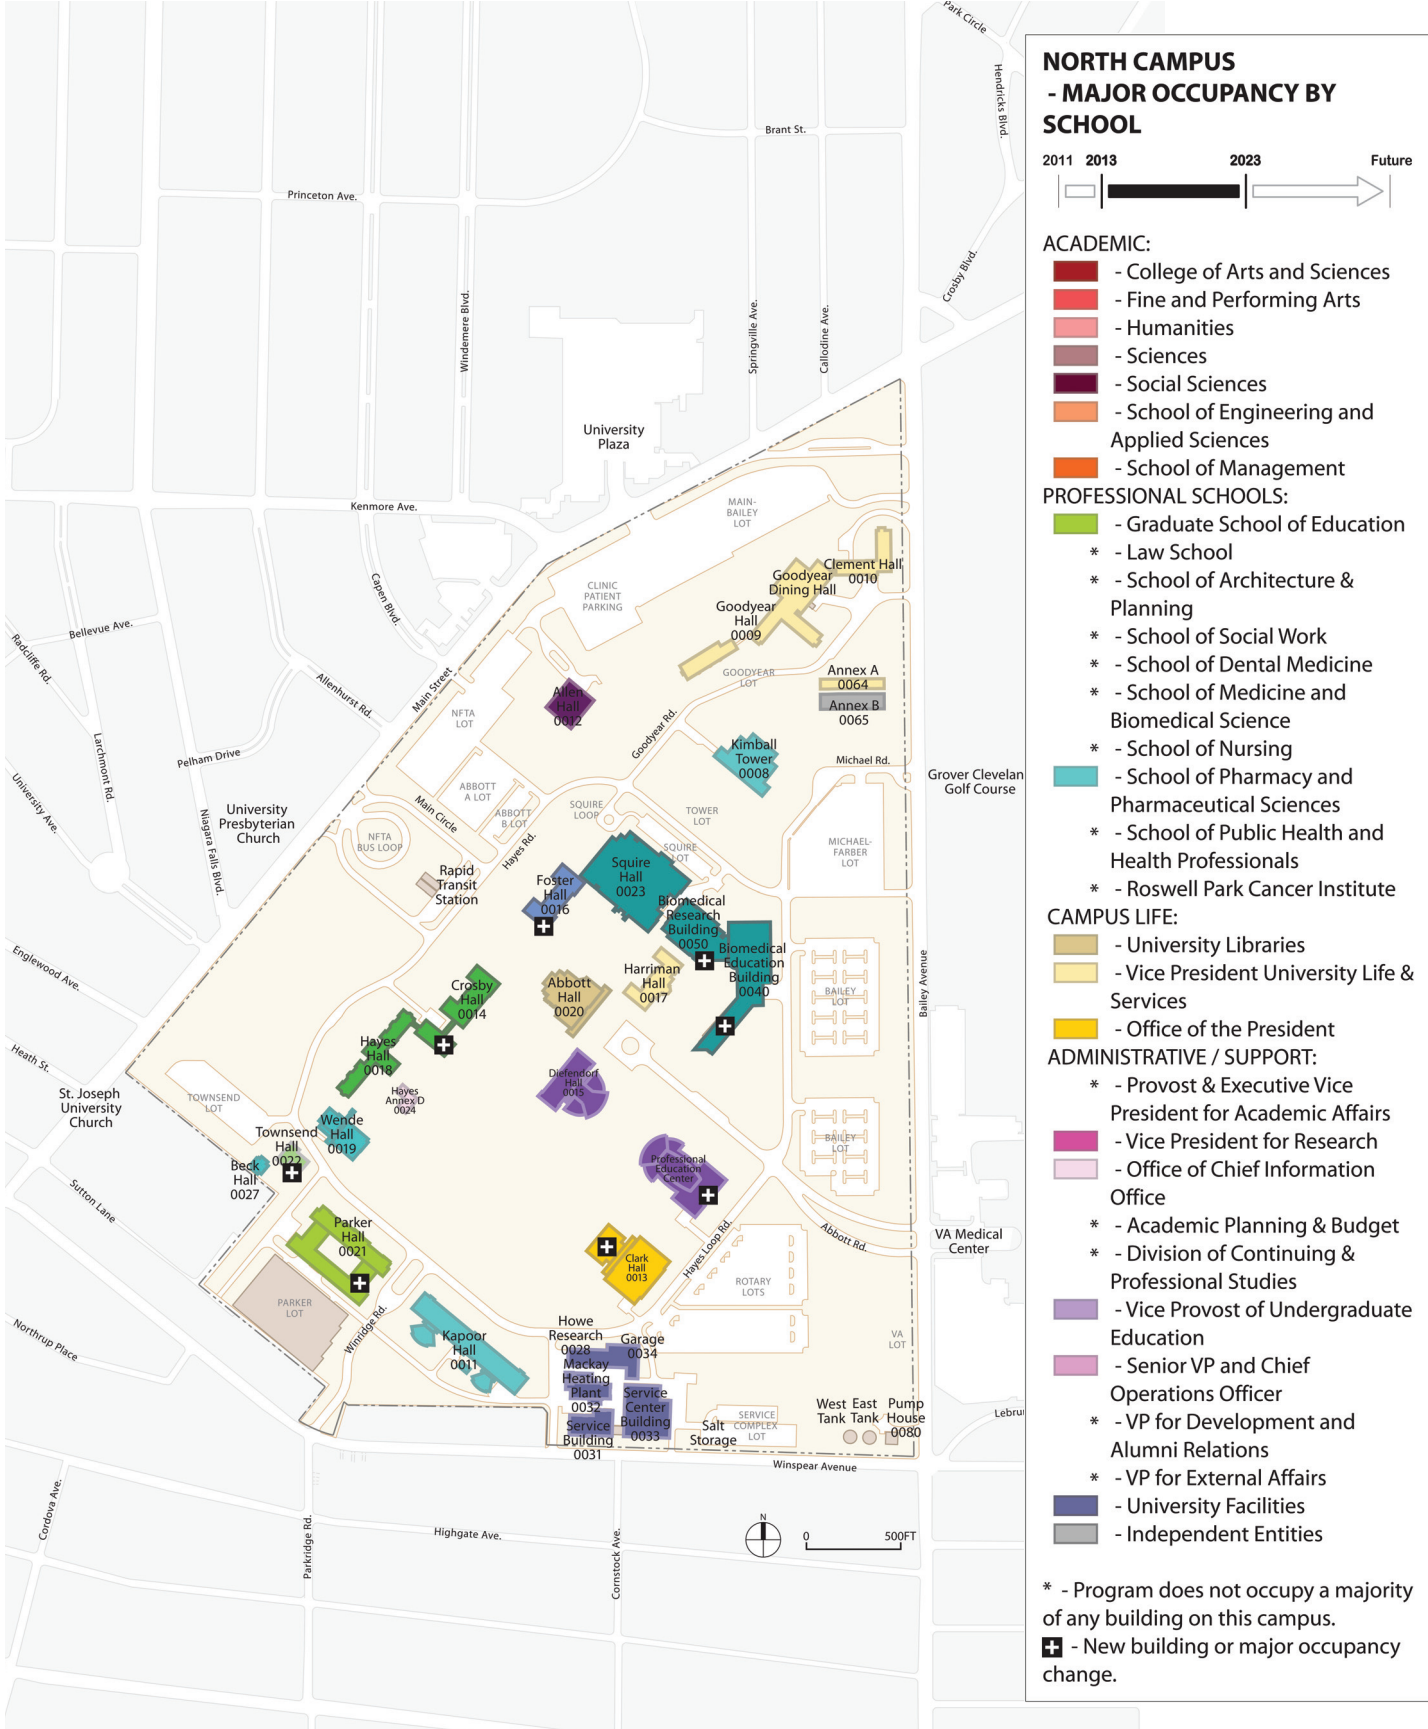 NORTH CAMPUS
- MAJOR OCCUPANCY BY
SCHOOL
2011 2013 2023 Future
ACADEMIC:
- College of Arts and Sciences
- Fine and Performing Arts
- Humanities
- Sciences
- Social Sciences
- School of Engineering and
Applied Sciences
- School of Management
PROFESSIONAL SCHOOLS:
- Graduate School of Education
* - Law School
* - School of Architecture &
Planning
* - School of Social Work
* - School of Dental Medicine
* - School of Medicine and
Biomedical Science
* - School of Nursing
- School of Pharmacy and
Pharmaceutical Sciences
* - School of Public Health and
Health Professionals
* - Roswell Park Cancer Institute
CAMPUS LIFE:
- University Libraries
- Vice President University Life &
Services
- Office of the President
ADMINISTRATIVE / SUPPORT:
* - Provost & Executive Vice
President for Academic Affairs
- Vice President for Research
- Office of Chief Information
Office
* - Academic Planning & Budget
* - Division of Continuing &
Professional Studies
- Vice Provost of Undergraduate
Education
- Senior VP and Chief
Operations Officer
* - VP for Development and
Alumni Relations
* - VP for External Affairs
- University Facilities
- Independent Entities
* - Program does not occupy a majority
of any building on this campus.
- New building or major occupancy
change.
Park Circle
Hendricks Blvd.
Brant St.
Princeton Ave.
Crosby Blvd.
Windemere Blvd.
Springville Ave.
Callodine Ave.
University
Plaza
Kenmore Ave.
MAIN-
BAILEY
LOT
Clement Hall
0010
Goodyear
Dining Hall
CLINIC
PATIENT
PARKING
Goodyear
Hall
0009
Capen Blvd.
Bellevue Ave.
Radcliffe Rd.
Main Street
Allenhurst Rd.
GOODYEAR
LOT
Annex A
0064
Annex B
0065
Allen
Hall
0012
NFTA
LOT
Goodyear Rd.
Kimball
Tower
0008
Michael Rd.
Pelham Drive
Larchmont Rd.
University Ave.
Grover Clevelan
Golf Course
ABBOTT
A LOT
ABBOTT
B LOT
SQUIRE
LOOP
TOWER
LOT
University
Presbyterian
Church
Main Circle
NFTA
BUS LOOP
Hayes Rd.
Niagara Falls Blvd.
MICHAEL-
FARBER
LOT
SQUIRE
LOT
Squire
Hall
0023
Rapid
Transit
Station
Foster
Hall
0016
Biomedical
Research
Building
0050
Biomedical
Education
Building
0040
Harriman
Hall
0017
Abbott
Hall
0020
Crosby
Hall
0014
Bailey Avenue
BAILEY
LOT
Englewood Ave.
Heath St.
Hayes
Hall
0018
Hayes
Annex D
0024
Diefendorf
Hall
0015
St. Joseph
University
Church
TOWNSEND
LOT
Wende
Hall
0019
Townsend
Hall
0022
Beck
Hall
0027
BAILEY
LOT
Professional
Education
Center
Sutton Lane
Parker
Hall
0021
Abbott Rd.
VA Medical
Center
Hayes Loop Rd.
Clark
Hall
0013
ROTARY
LOTS
PARKER
LOT
Winridge Rd.
Northrup Place
Kapoor
Hall
0011
Howe
Research
0028
Garage
0034
VA
LOT
Mackay
Heating
Plant
0032
Service
Center
Building
0033
Service
Building
0031
Salt
Storage
SERVICE
COMPLEX
LOT
West
Tank
East
Tank
Pump
House
0080
Lebru
Winspear Avenue
Cordova Ave.
Parkridge Rd.
Highgate Ave.
Cornstock Ave.
N
0 500FT